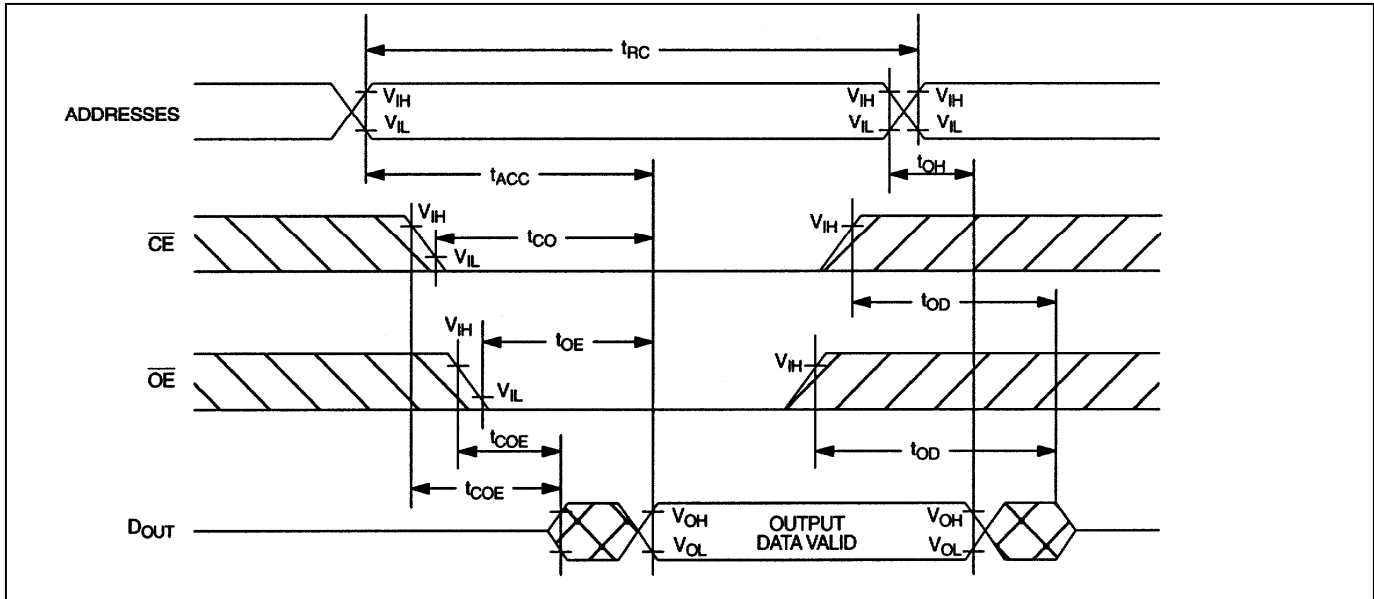 tRC
ADDRESSES
VIH
VIL
VIH
VIL
VIH
VIL
tACC
tOH
CE
VIH
VIL
tCO
VIH
tOD
OE
VIH
VIL
tOE
VIH
tCOE
tOD
tCOE
DOUT
VOH
VOL
OUTPUT
DATA VALID
VOH
VOL